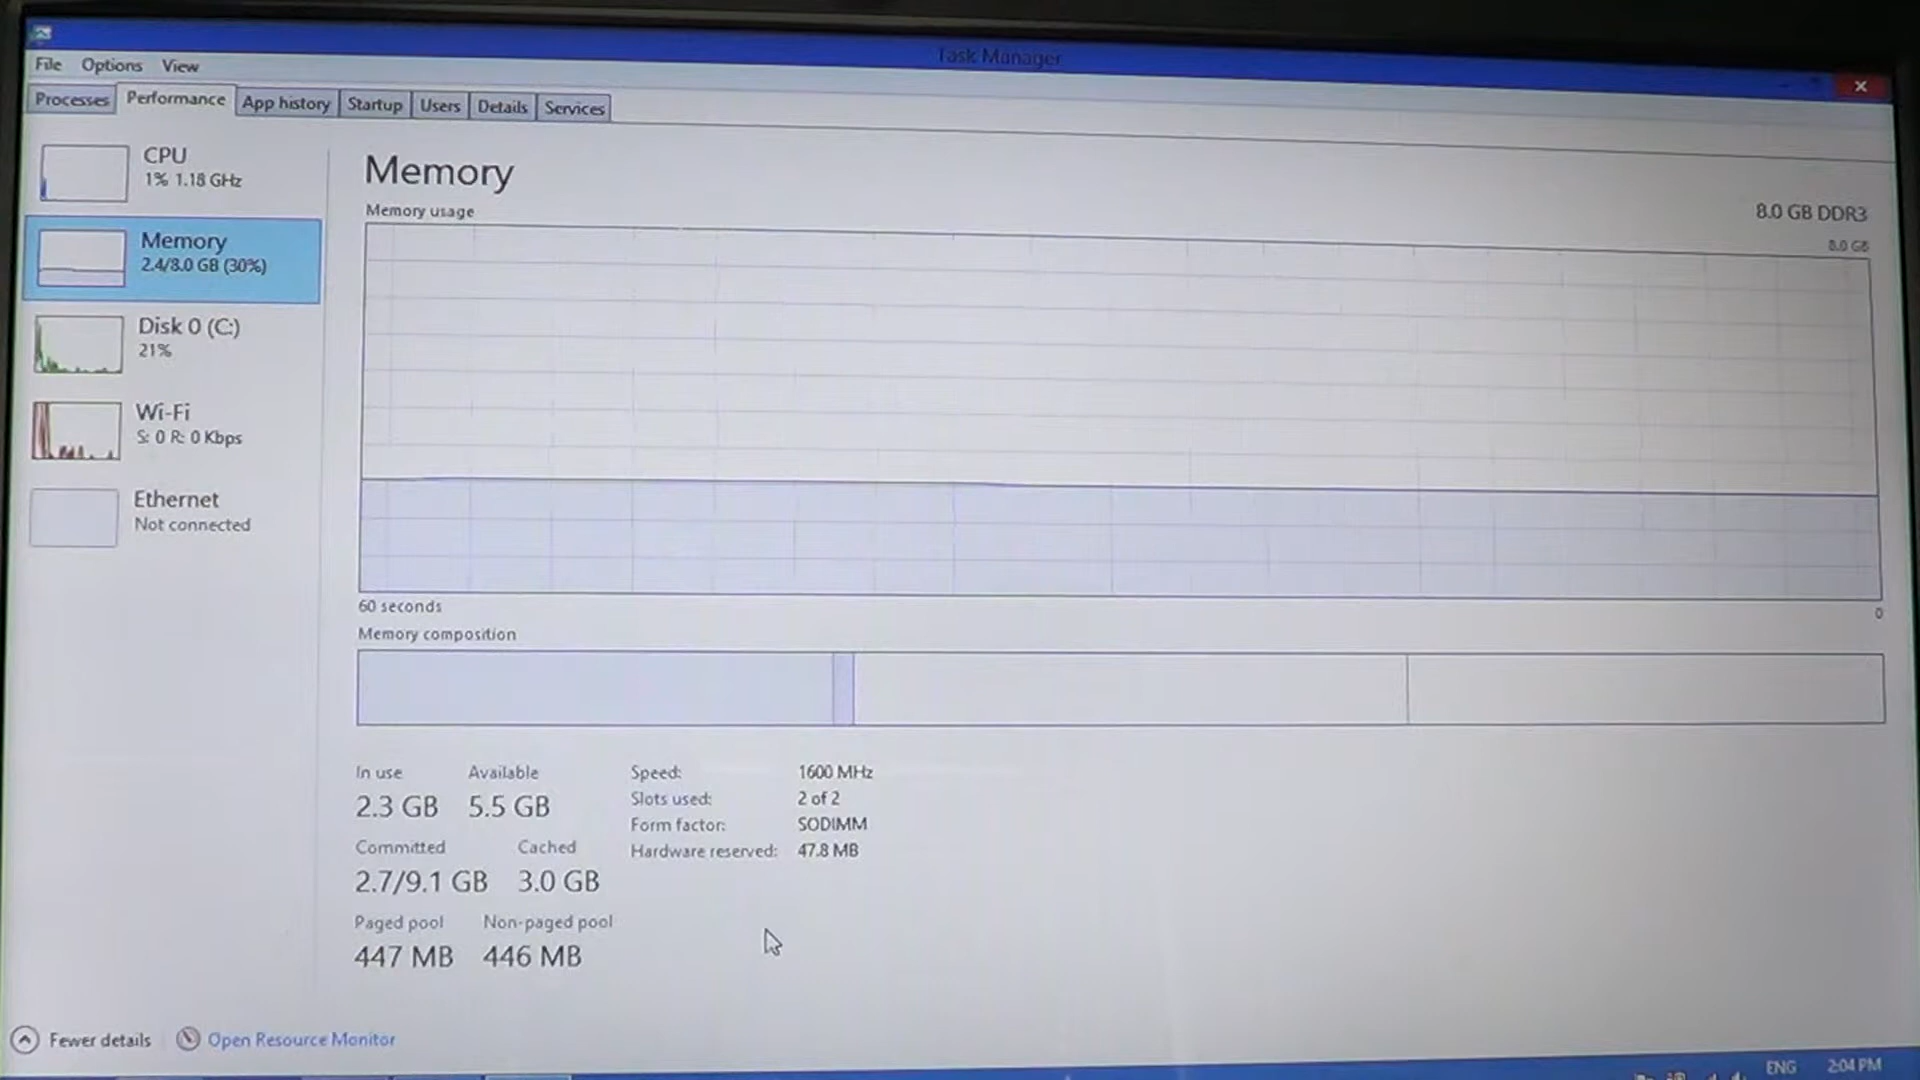 Task Manager
File Options View
Processes Performance App history Startup Users Details Services
CPU
1% 1.18 GHz
Memory
2.4/8.0 GB (30%)
Disk 0 (C:)
21%
Wi-Fi
S: 0 R: 0 Kbps
Ethernet
Not connected
Memory
8.0 GB DDR3
Memory usage
8.0 GB
60 seconds
0
Memory composition
In use Available
2.3 GB 5.5 GB
Committed Cached
2.7/9.1 GB 3.0 GB
Paged pool Non-paged pool
447 MB 446 MB
Speed: 1600 MHz
Slots used: 2 of 2
Form factor: SODIMM
Hardware reserved: 47.8 MB
Fewer details Open Resource Monitor
ENG 2:04 PM